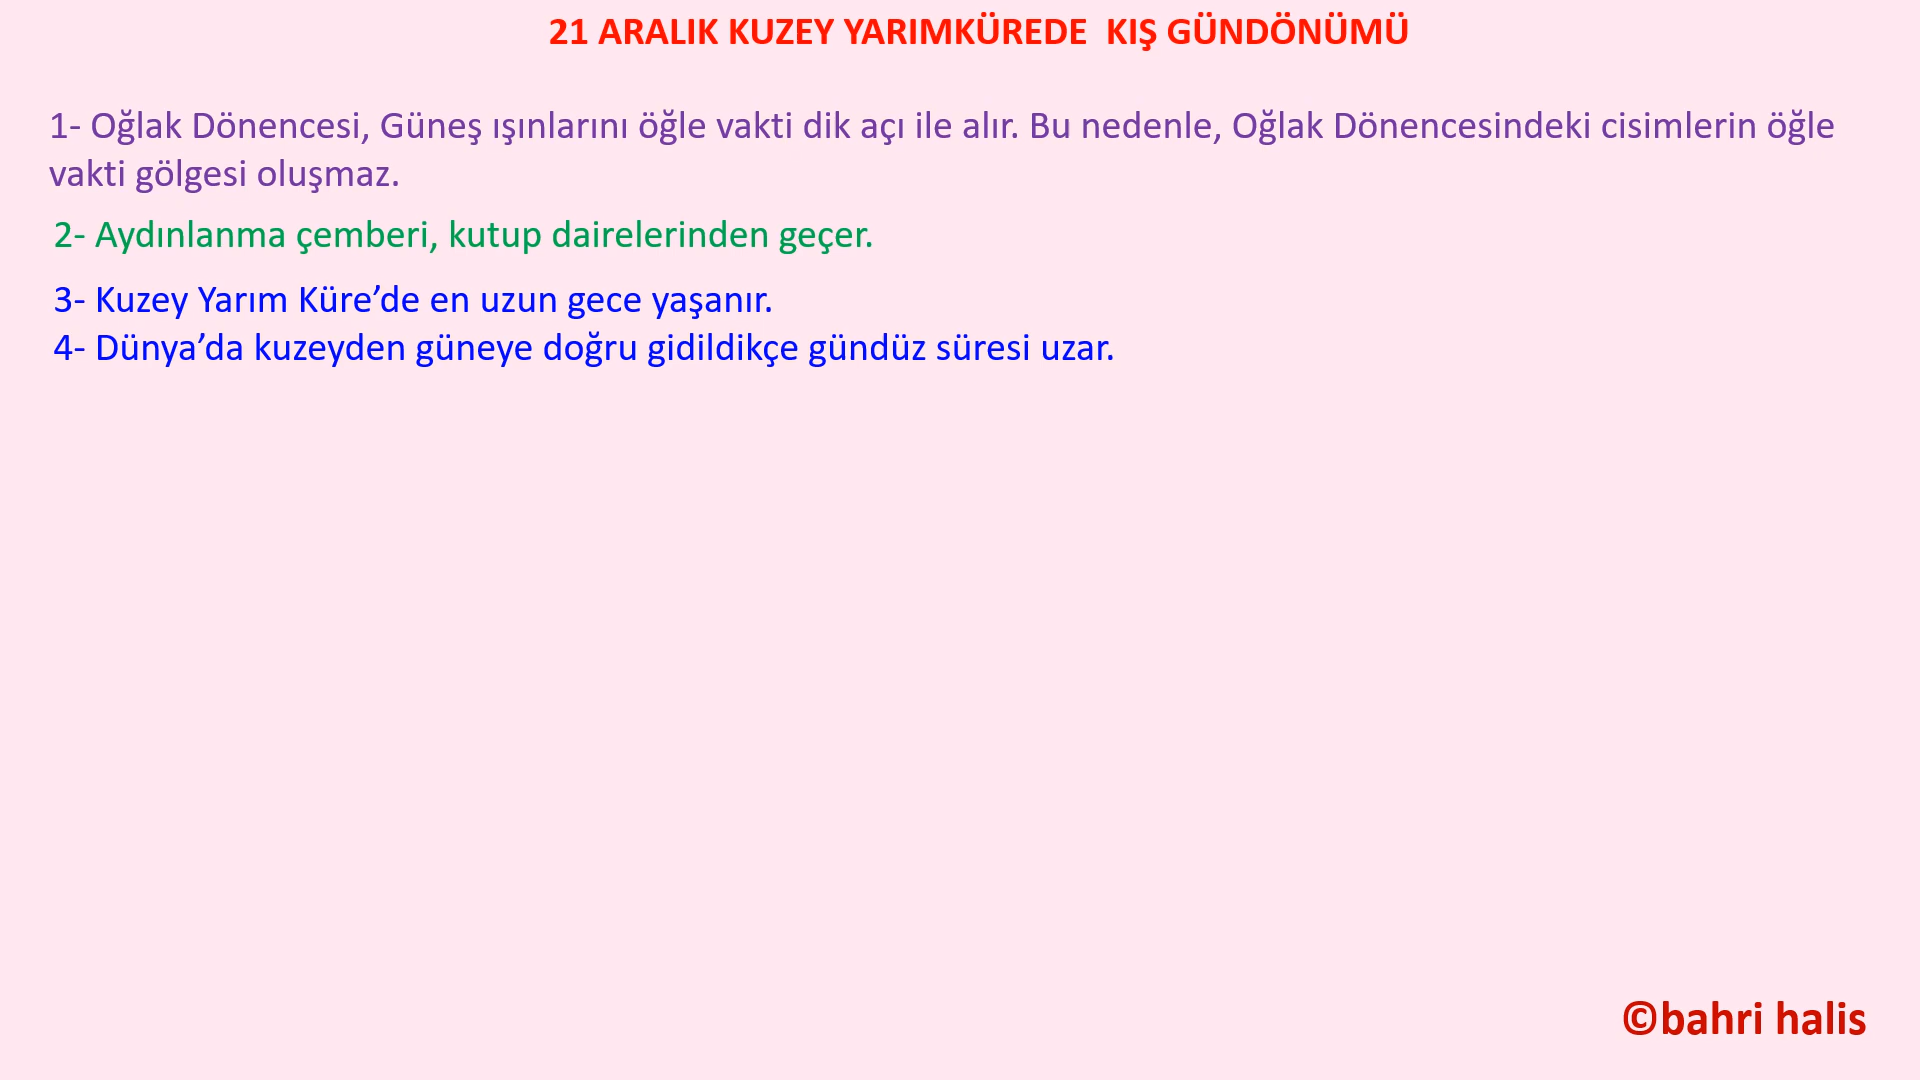 21 ARALIK KUZEY YARIMKÜREDE  KIŞ GÜNDÖNÜMÜ
1- Oğlak Dönencesi, Güneş ışınlarını öğle vakti dik açı ile alır. Bu nedenle, Oğlak Dönencesindeki cisimlerin öğle
vakti gölgesi oluşmaz.
2- Aydınlanma çemberi, kutup dairelerinden geçer.
3- Kuzey Yarım Küre’de en uzun gece yaşanır.
4- Dünya’da kuzeyden güneye doğru gidildikçe gündüz süresi uzar.
©bahri halis